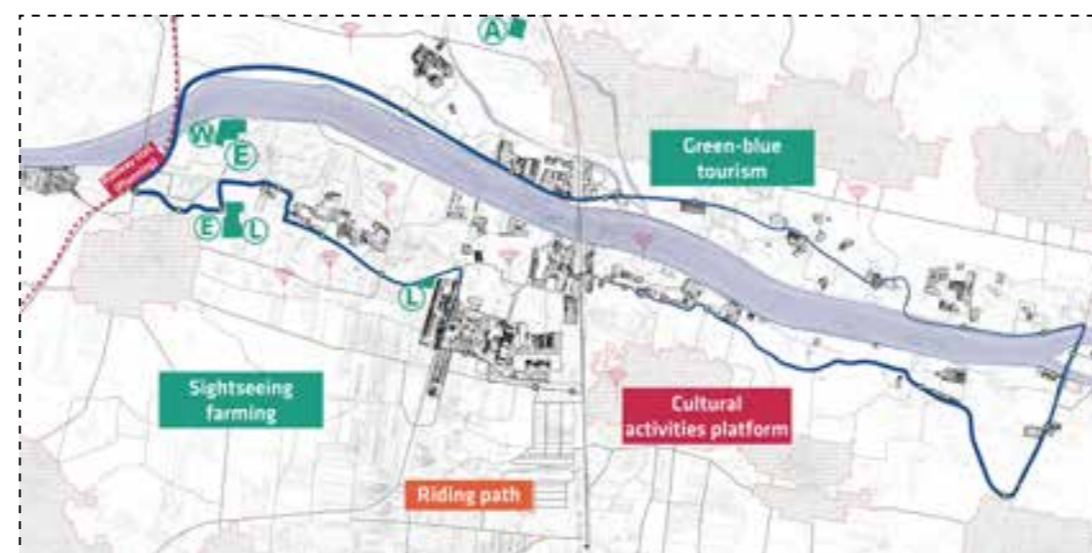 A
Green-blue
tourism
W
E
E
L
L
Sightseeing
farming
Cultural
activities platform
Riding path